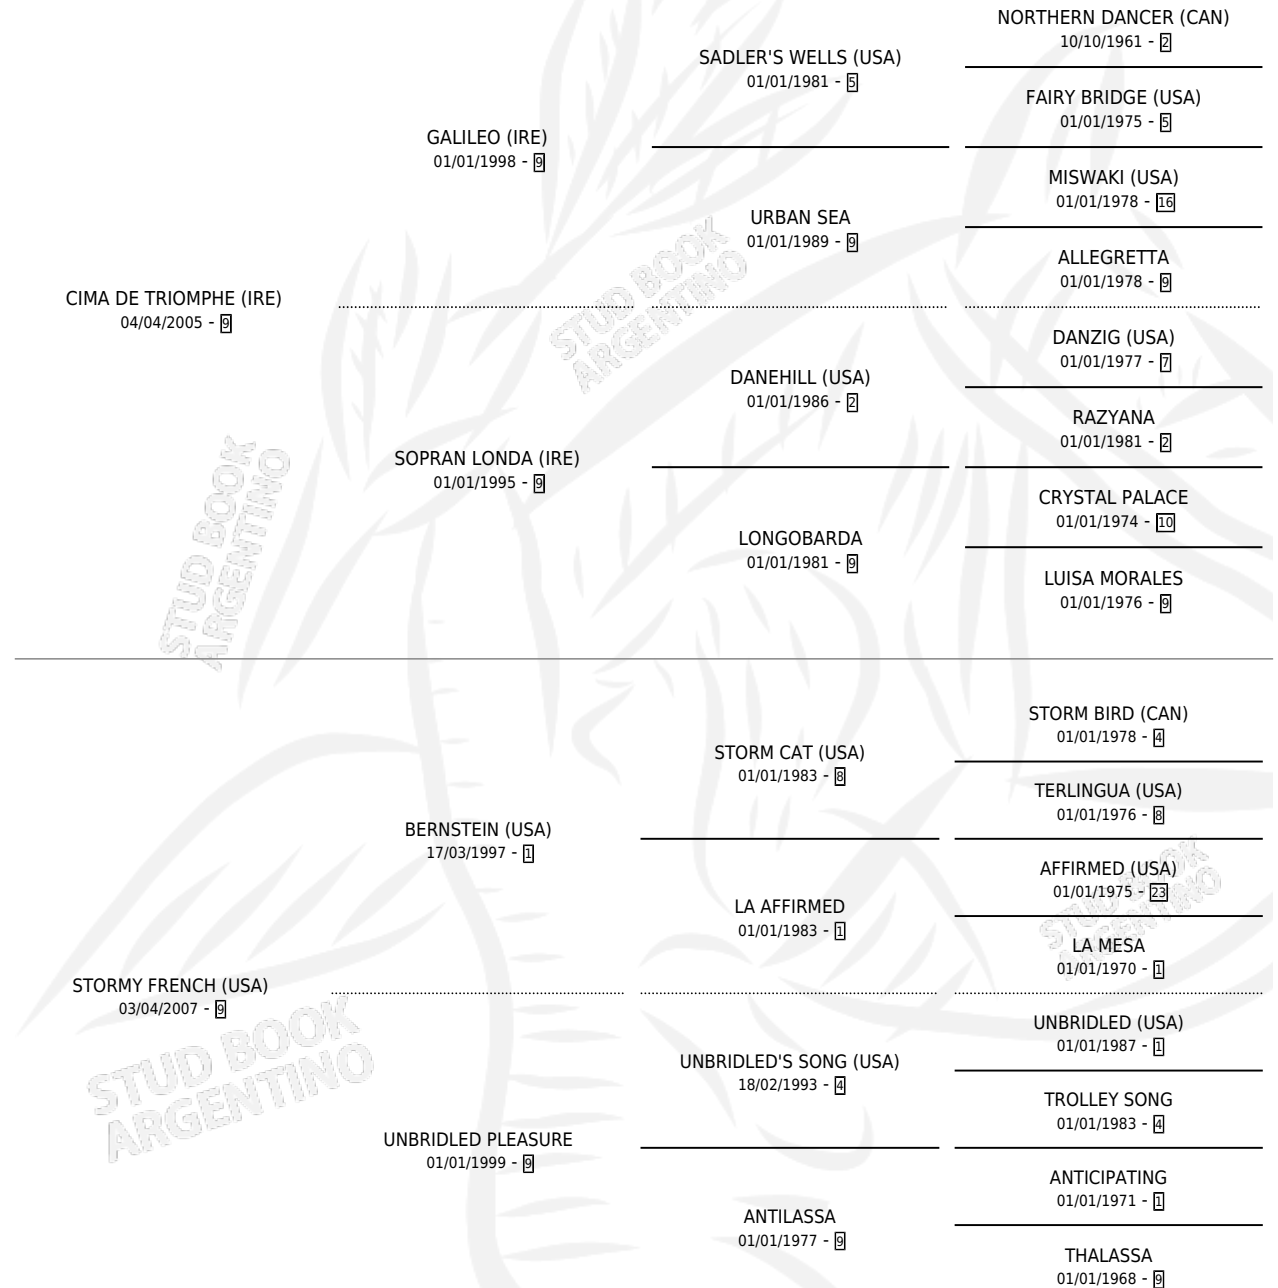 NORTHERN DANCER (CAN)
10/10/1961 - 2
SADLER'S WELLS (USA)
01/01/1981 - 5
FAIRY BRIDGE (USA)
01/01/1975 - 5
GALILEO (IRE)
01/01/1998 - 9
MISWAKI (USA)
01/01/1978 - 16
URBAN SEA
01/01/1989 - 9
ALLEGRETTA
01/01/1978 - 9
CIMA DE TRIOMPHE (IRE)
04/04/2005 - 9
DANZIG (USA)
01/01/1977 - 7
DANEHILL (USA)
01/01/1986 - 2
RAZYANA
01/01/1981 - 2
SOPRAN LONDA (IRE)
01/01/1995 - 9
CRYSTAL PALACE
01/01/1974 - 10
LONGOBARDA
01/01/1981 - 9
LUISA MORALES
01/01/1976 - 9
STORM BIRD (CAN)
01/01/1978 - 4
STORM CAT (USA)
01/01/1983 - 8
TERLINGUA (USA)
01/01/1976 - 8
BERNSTEIN (USA)
17/03/1997 - 1
AFFIRMED (USA)
01/01/1975 - 23
LA AFFIRMED
01/01/1983 - 1
LA MESA
01/01/1970 - 1
STORMY FRENCH (USA)
03/04/2007 - 9
UNBRIDLED (USA)
01/01/1987 - 1
UNBRIDLED'S SONG (USA)
18/02/1993 - 4
TROLLEY SONG
01/01/1983 - 4
UNBRIDLED PLEASURE
01/01/1999 - 9
ANTICIPATING
01/01/1971 - 1
ANTILASSA
01/01/1977 - 9
THALASSA
01/01/1968 - 9
STUD BOOK
ARGENTINO
STUD BOOK
ARGENTINO
STUD BOOK
ARGENTINO
STUD BOOK
ARGENTINO